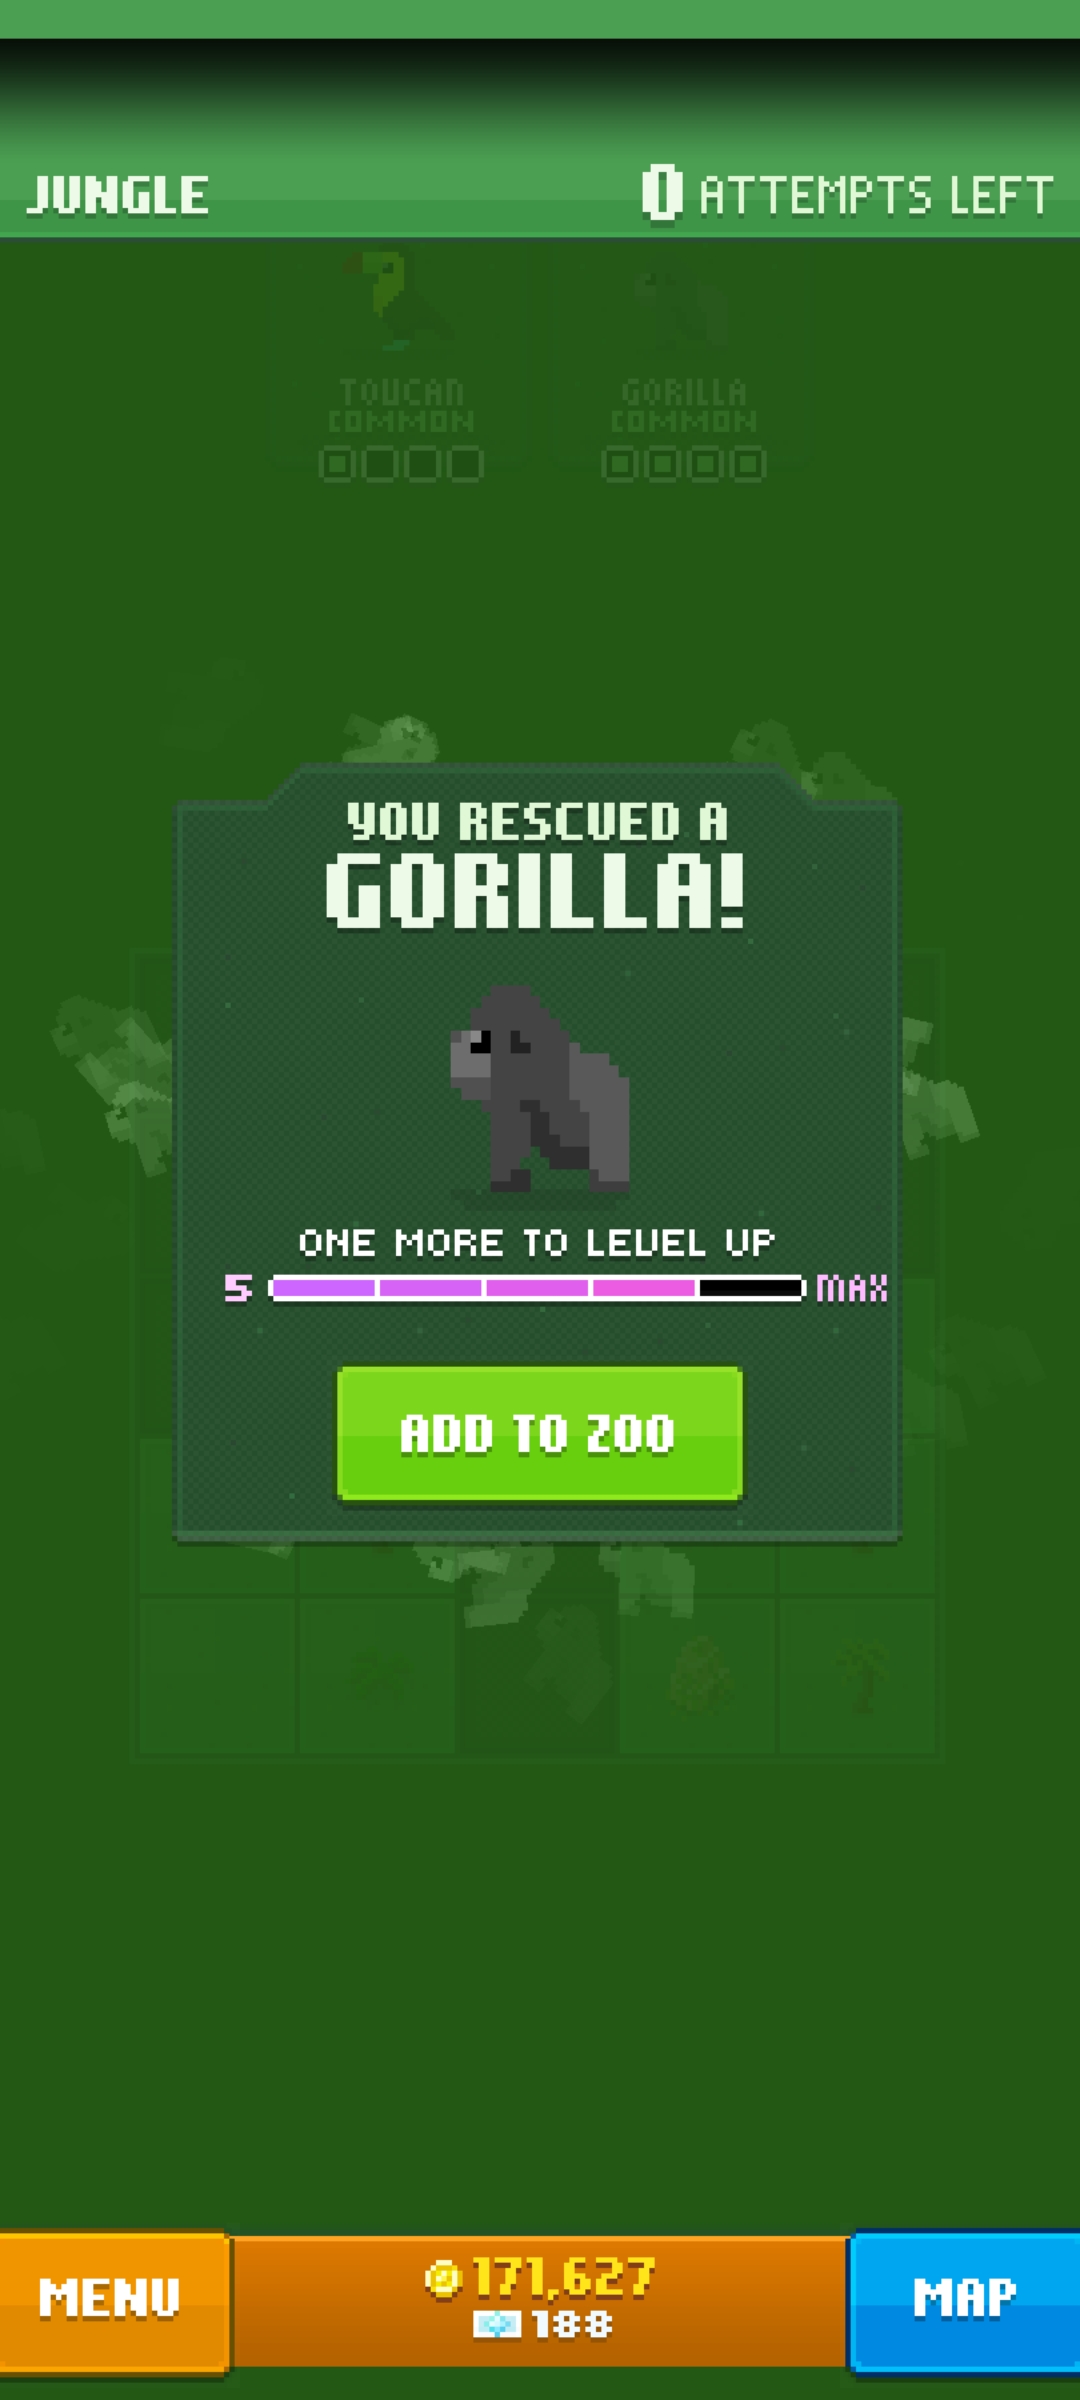 JUNGLE
0 ATTEMPTS LEFT
TOUCAN
COMMON
GORILLA
COMMON
YOU RESCUED A
GORILLA!
ONE MORE TO LEVEL UP
5
MAX
ADD TO ZOO
MENU
171,627
188
MAP